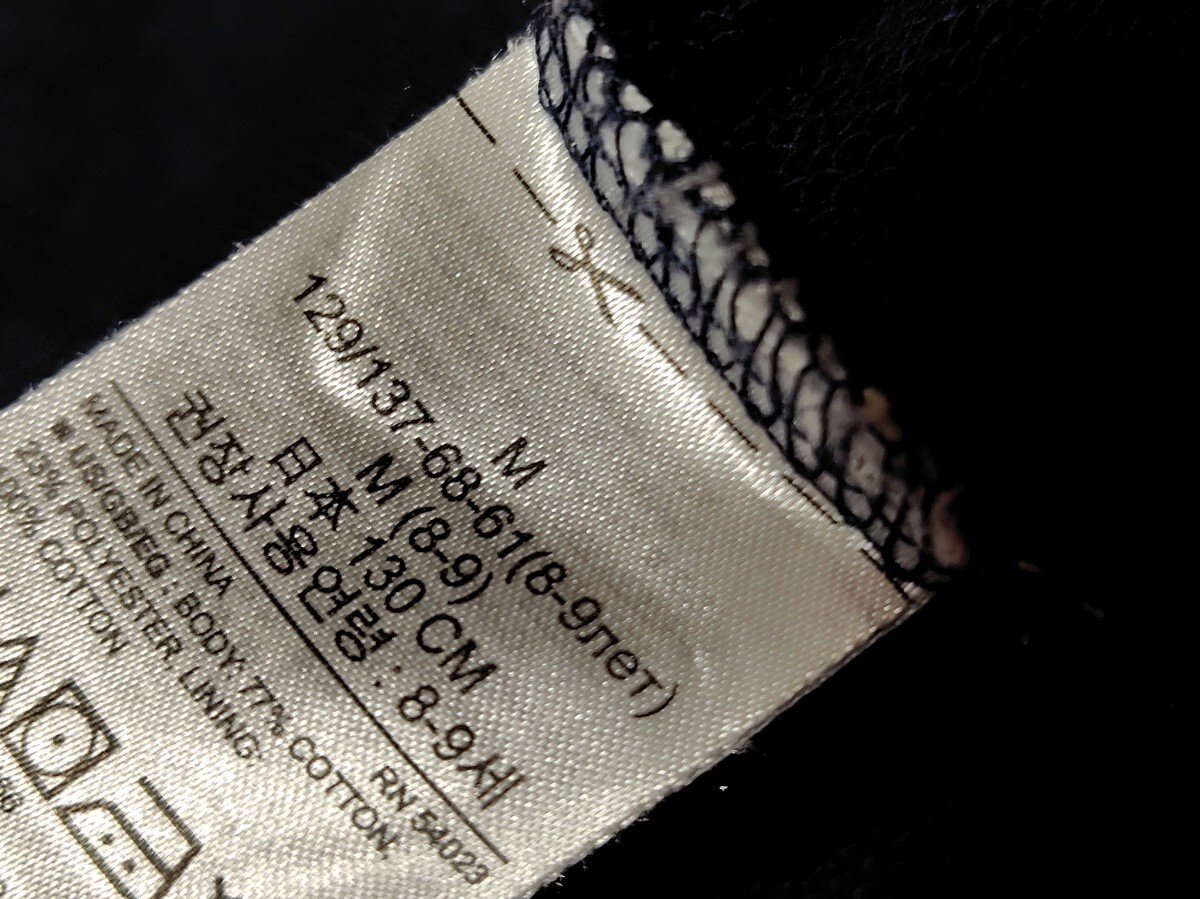 M
129/137-68-61(8-9лет)
M (8-9)
日本 130 CM
권장사용연령: 8-9세
MADE IN CHINA RN 54023
US/GB/EG : BODY: 77% COTTON,
23% POLYESTER, LINING:
COTTON